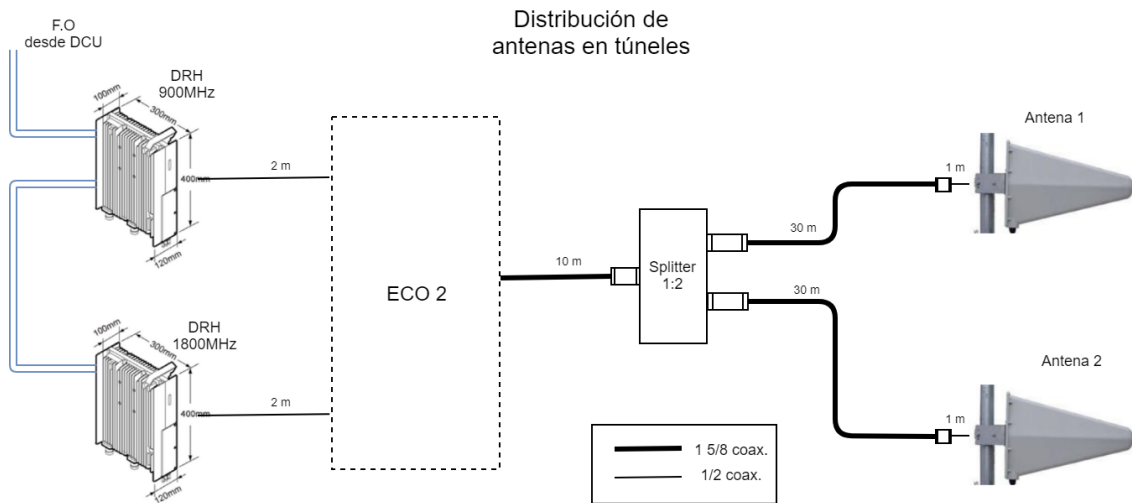 Distribución de
antenas en túneles
F.O
desde DCU
DRH
900MHz
100mm
300mm
400mm
120mm
2 m
DRH
1800MHz
100mm
300mm
400mm
120mm
2 m
ECO 2
10 m
Splitter
1:2
30 m
30 m
Antena 1
1 m
Antena 2
1 m
1 5/8 coax.
1/2 coax.